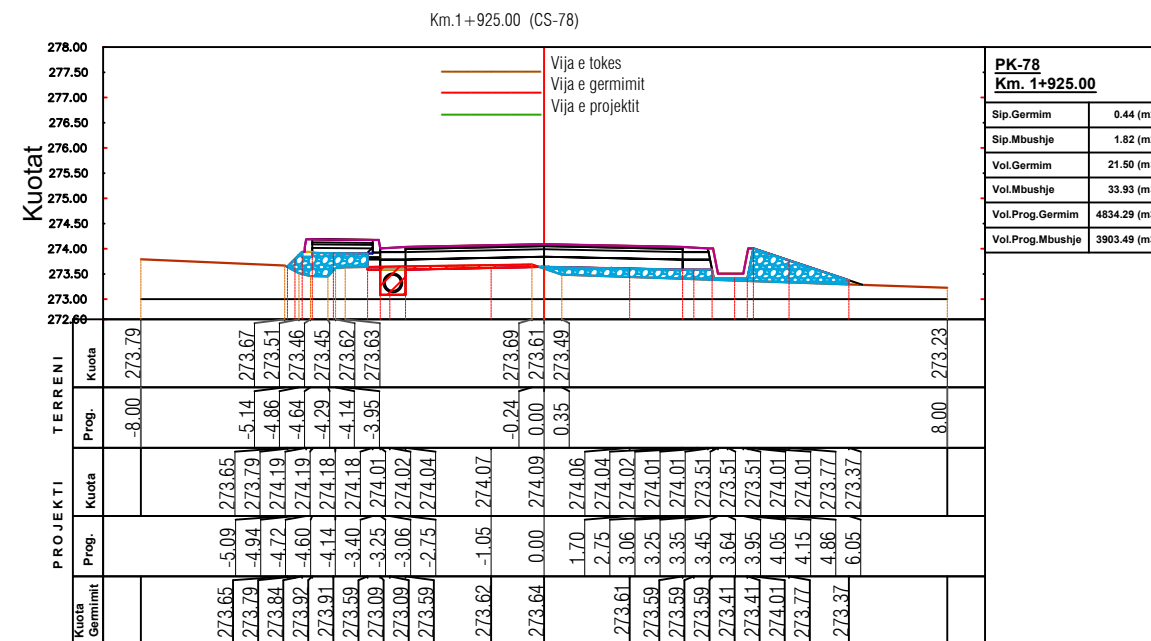 Km.1+925.00 (CS-78)
Vija e tokes
Vija e germimit
Vija e projektit
Kuotat
278.00
277.50
277.00
276.50
276.00
275.50
275.00
274.50
274.00
273.50
273.00
272.60
PK-78
Km. 1+925.00
Sip.Germim 0.44 (m
Sip.Mbushje 1.82 (m
Vol.Germim 21.50 (m
Vol.Mbushje 33.93 (m
Vol.Prog.Germim 4834.29 (m
Vol.Prog.Mbushje 3903.49 (m
TERRENI
Kuota 273.79 273.67 273.51 273.46 273.45 273.62 273.63 273.69 273.61 273.49 273.23
Prog. -8.00 -5.14 -4.86 -4.64 -4.29 -4.14 -3.95 -0.24 0.00 0.35 8.00
PROJEKTI
Kuota 273.65 273.79 274.19 274.19 274.18 274.18 274.01 274.02 274.04 274.07 274.09 274.06 274.04 274.02 274.01 274.01 273.51 273.51 273.51 274.01 274.01 273.77 273.37
Prog. -5.09 -4.94 -4.72 -4.60 -4.14 -3.40 -3.25 -3.06 -2.75 -1.05 0.00 1.70 2.75 3.06 3.25 3.35 3.45 3.64 3.95 4.05 4.15 4.86 6.05
Kuota Germimit 273.65 273.79 273.84 273.92 273.91 273.59 273.09 273.09 273.59 273.62 273.64 273.61 273.59 273.59 273.59 273.41 273.41 274.01 273.77 273.37